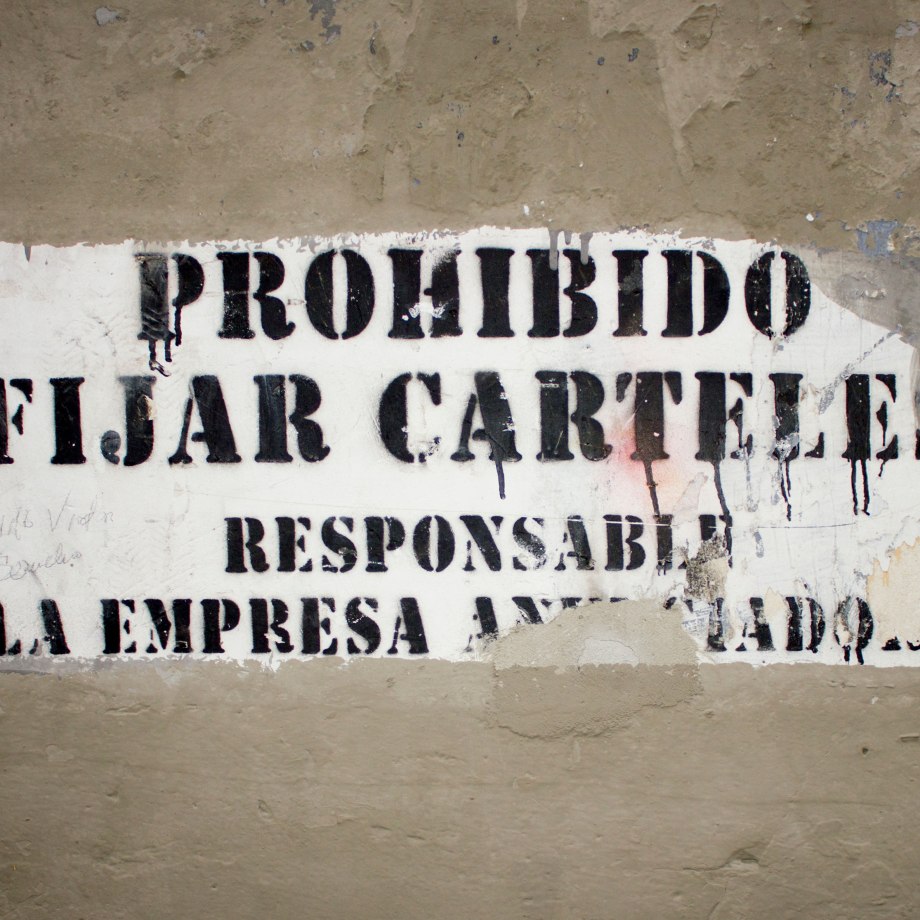 PROHIBIDO
FIJAR CARTELE
RESPONSABLE
LA EMPRESA